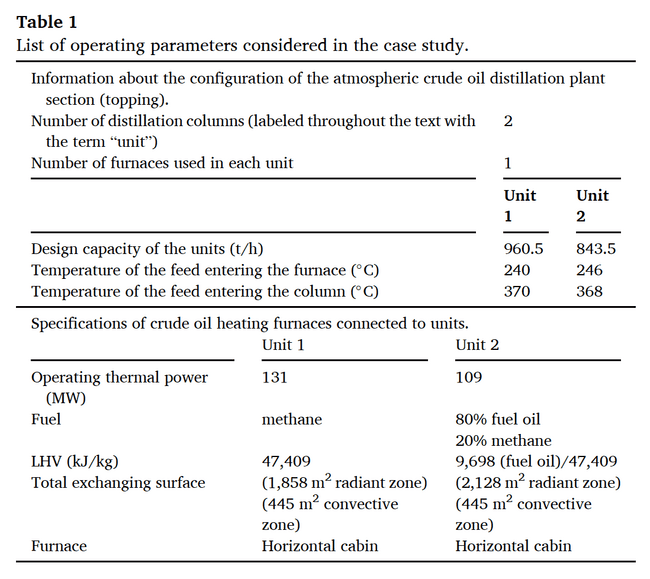 Table 1
List of operating parameters considered in the case study.
Information about the configuration of the atmospheric crude oil distillation plant
section (topping).
Number of distillation columns (labeled throughout the text with 2
the term “unit”)
Number of furnaces used in each unit 1
Unit Unit
1 2
Design capacity of the units (t/h) 960.5 843.5
Temperature of the feed entering the furnace (°C) 240 246
Temperature of the feed entering the column (°C) 370 368
Specifications of crude oil heating furnaces connected to units.
Unit 1 Unit 2
Operating thermal power 131 109
(MW)
Fuel methane 80% fuel oil
20% methane
LHV (kJ/kg) 47,409 9,698 (fuel oil)/47,409
Total exchanging surface (1,858 m² radiant zone) (2,128 m² radiant zone)
(445 m² convective (445 m² convective
zone) zone)
Furnace Horizontal cabin Horizontal cabin